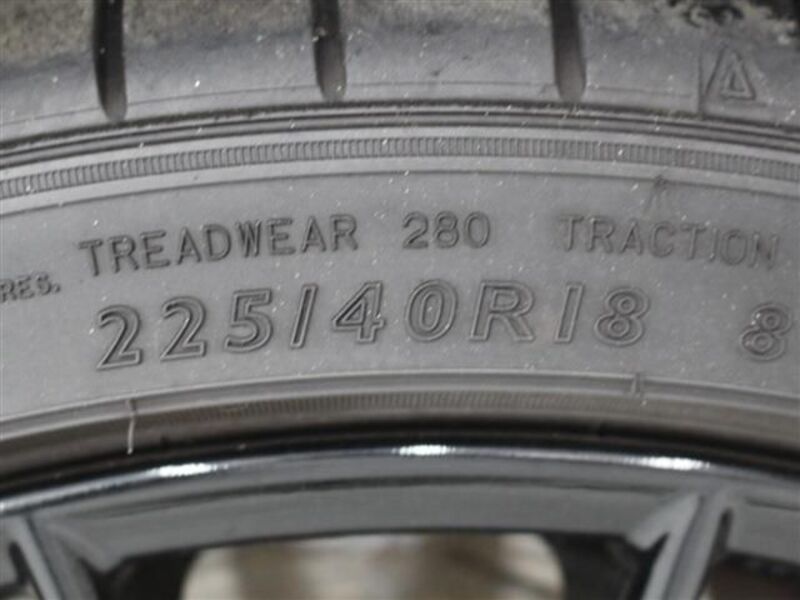 RES. TREADWEAR 280 TRACTION
225/40R18 8